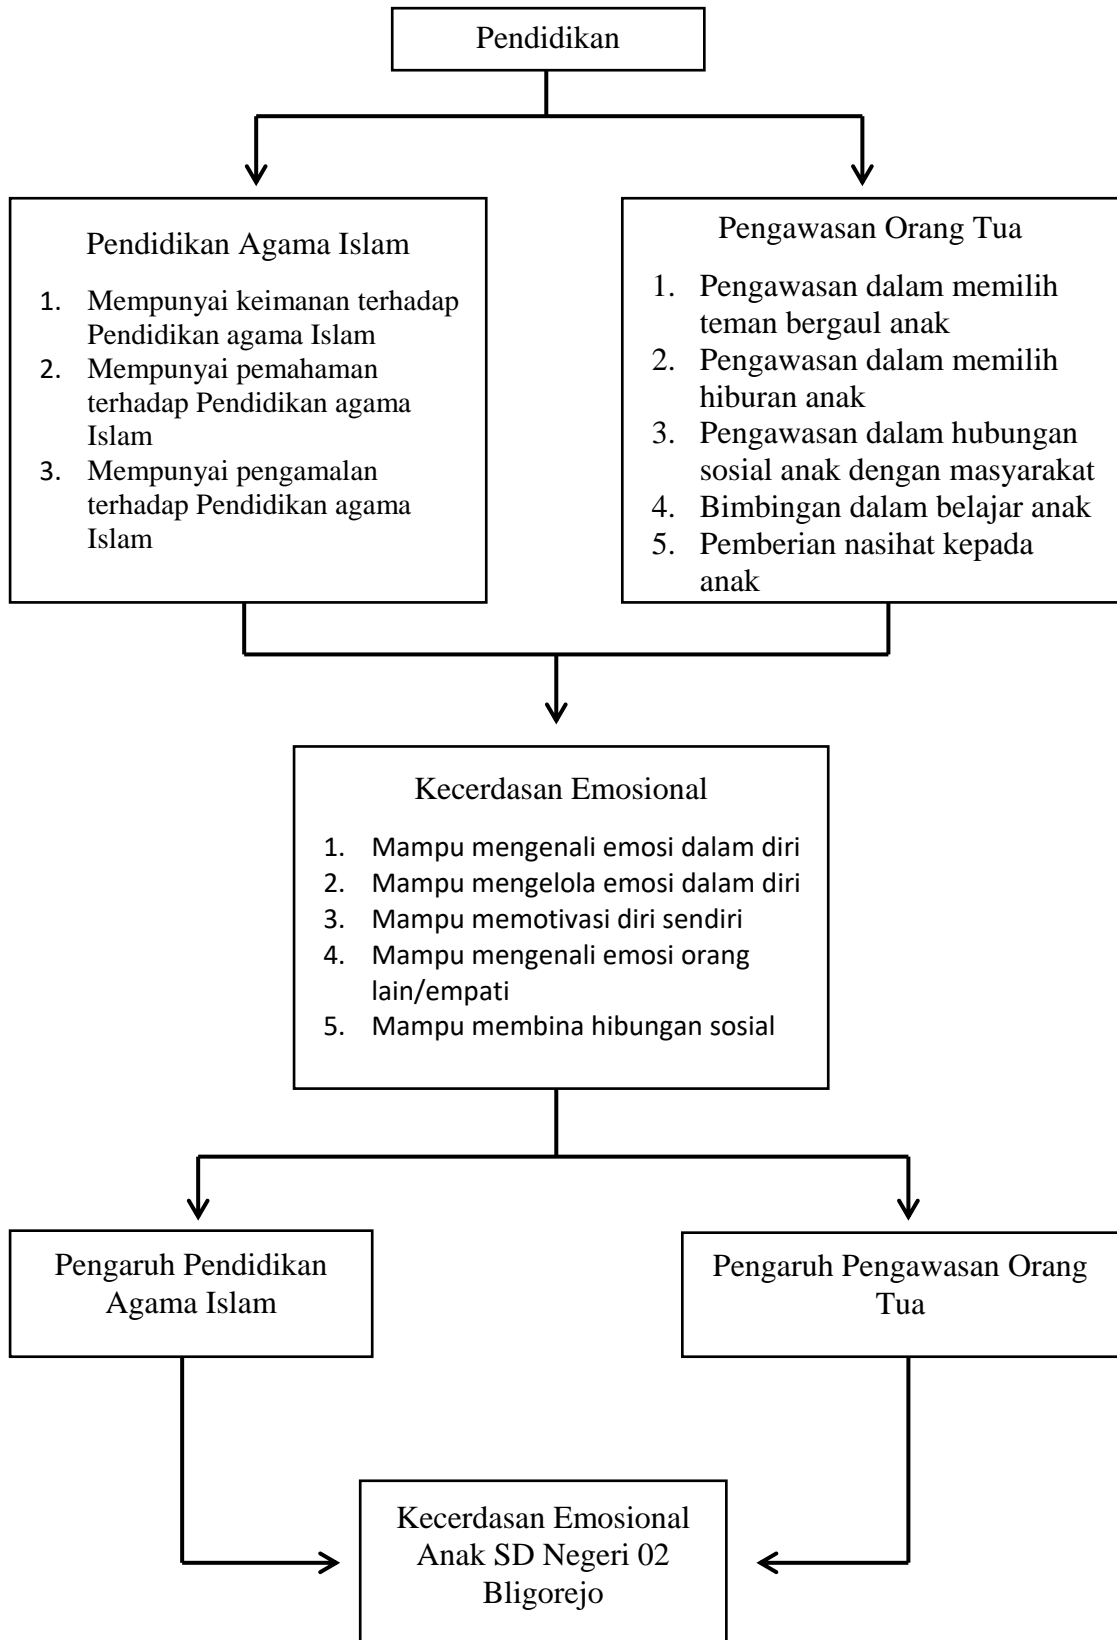 Pendidikan
Pendidikan Agama Islam
1. Mempunyai keimanan terhadap
Pendidikan agama Islam
2. Mempunyai pemahaman
terhadap Pendidikan agama
Islam
3. Mempunyai pengamalan
terhadap Pendidikan agama
Islam
Pengawasan Orang Tua
1. Pengawasan dalam memilih
teman bergaul anak
2. Pengawasan dalam memilih
hiburan anak
3. Pengawasan dalam hubungan
sosial anak dengan masyarakat
4. Bimbingan dalam belajar anak
5. Pemberian nasihat kepada
anak
Kecerdasan Emosional
1. Mampu mengenali emosi dalam diri
2. Mampu mengelola emosi dalam diri
3. Mampu memotivasi diri sendiri
4. Mampu mengenali emosi orang
lain/empati
5. Mampu membina hibungan sosial
Pengaruh Pendidikan
Agama Islam
Pengaruh Pengawasan Orang
Tua
Kecerdasan Emosional
Anak SD Negeri 02
Bligorejo